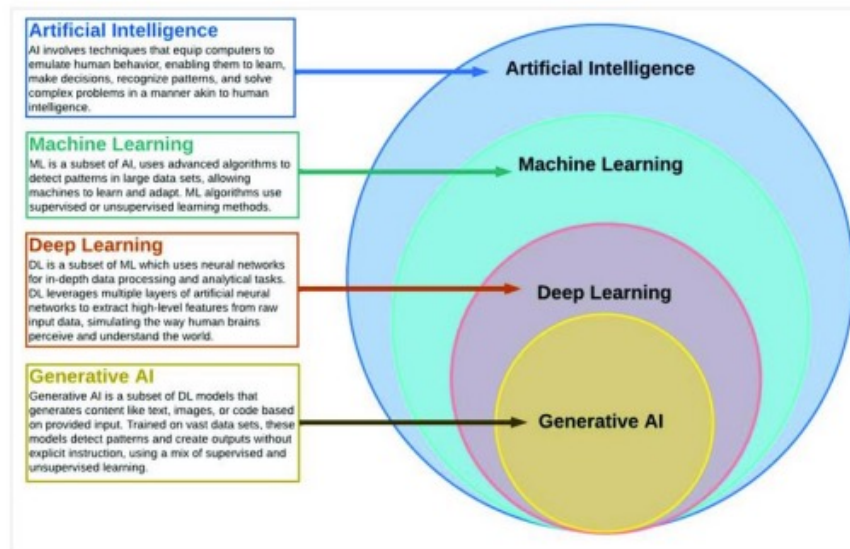 Artificial Intelligence
AI involves techniques that equip computers to
emulate human behavior, enabling them to learn,
make decisions, recognize patterns, and solve
complex problems in a manner akin to human
intelligence.
Machine Learning
ML is a subset of AI, uses advanced algorithms to
detect patterns in large data sets, allowing
machines to learn and adapt. ML algorithms use
supervised or unsupervised learning methods.
Deep Learning
DL is a subset of ML which uses neural networks
for in-depth data processing and analytical tasks.
DL leverages multiple layers of artificial neural
networks to extract high-level features from raw
input data, simulating the way human brains
perceive and understand the world.
Generative AI
Generative AI is a subset of DL models that
generates content like text, images, or code based
on provided input. Trained on vast data sets, these
models detect patterns and create outputs without
explicit instruction, using a mix of supervised and
unsupervised learning.
Artificial Intelligence
Machine Learning
Deep Learning
Generative AI